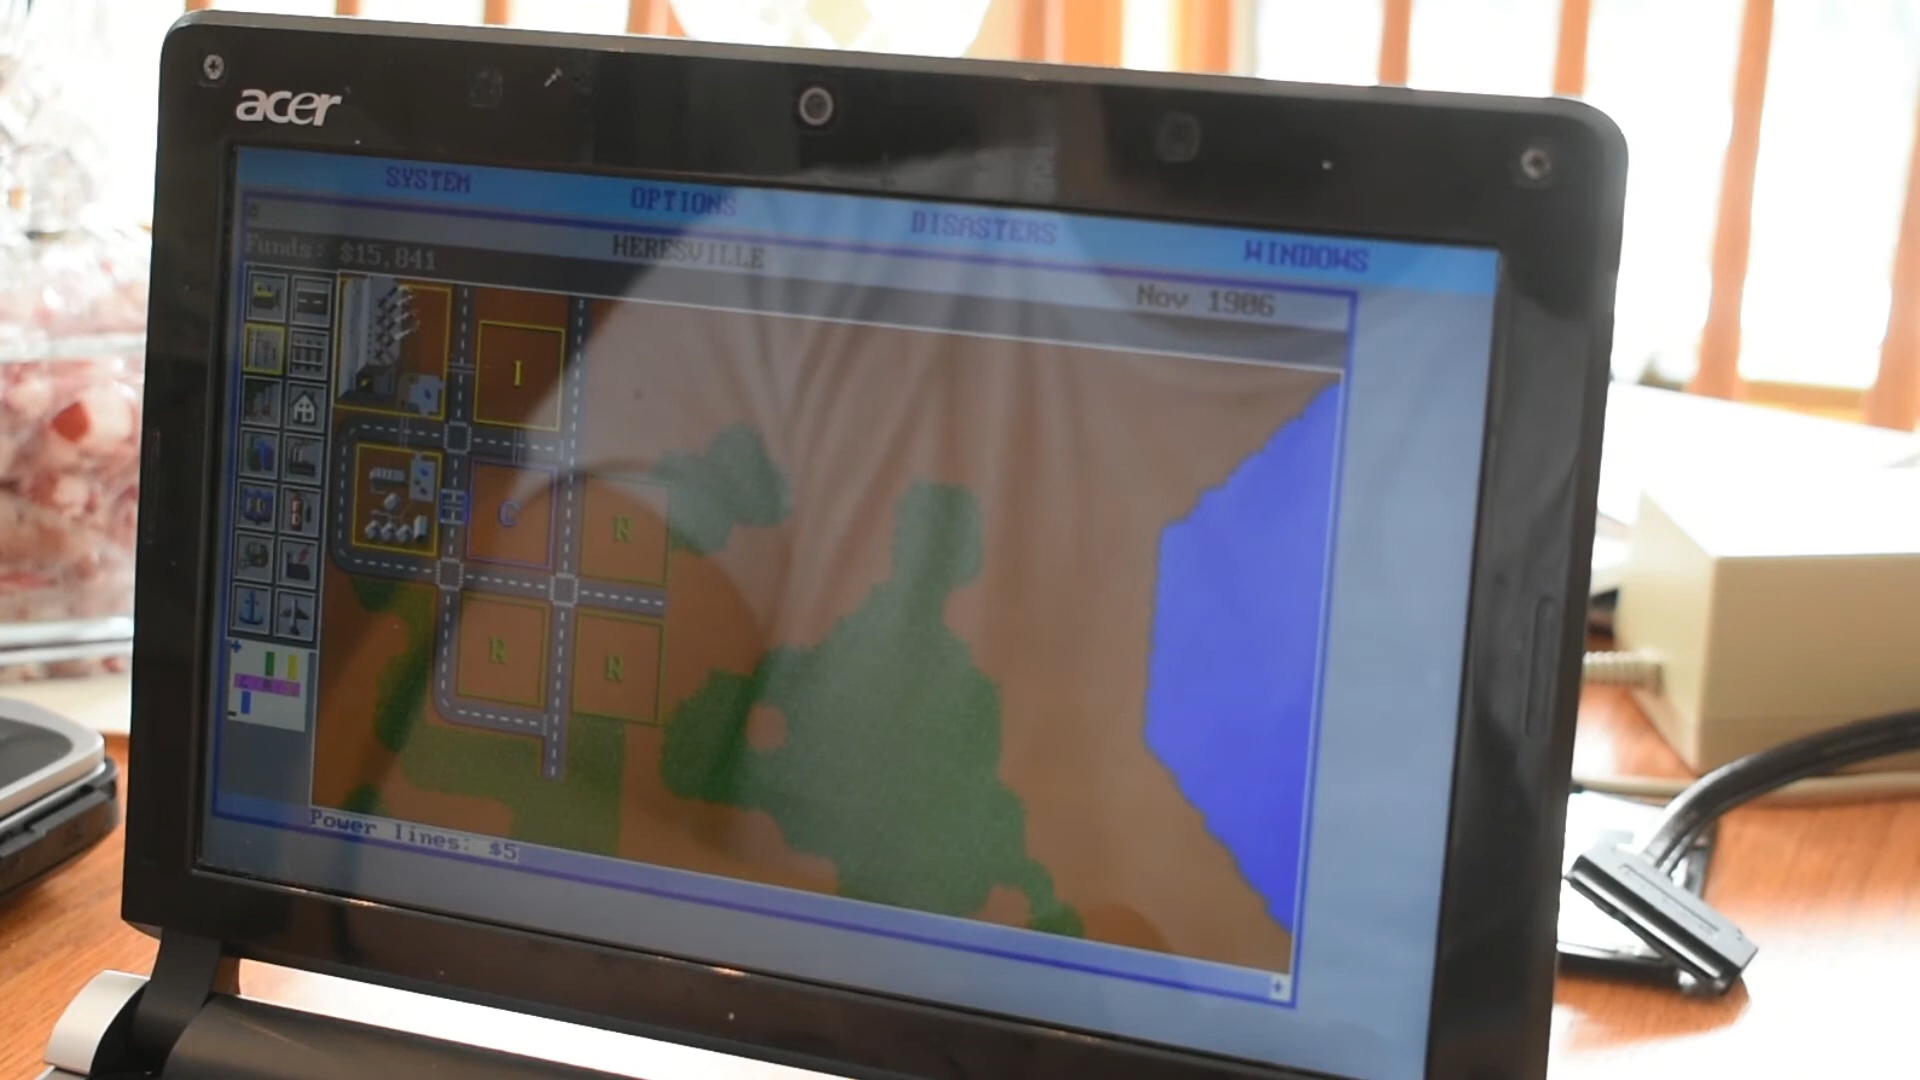 acer
SYSTEM OPTIONS DISASTERS WINDOWS
Funds: $15,841 HERESVILLE Nov 1906
I
C
R
R
R
Power lines: $5